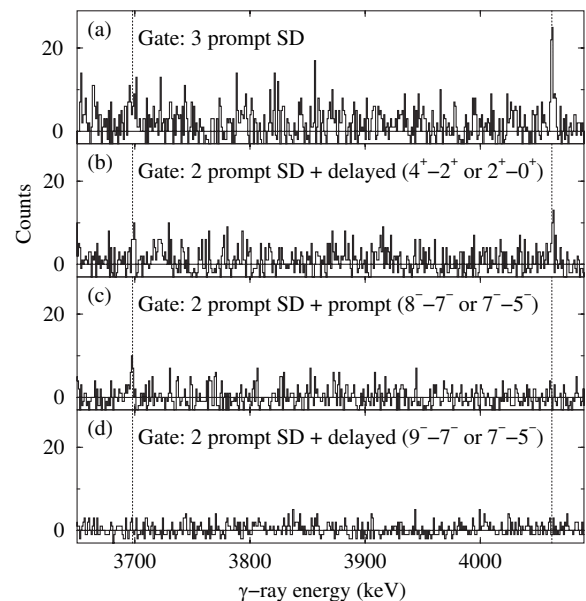 (a) Gate: 3 prompt SD
20
0
(b) Gate: 2 prompt SD + delayed (4⁺−2⁺ or 2⁺−0⁺)
20
0
Counts
(c) Gate: 2 prompt SD + prompt (8⁻−7⁻ or 7⁻−5⁻)
20
0
(d) Gate: 2 prompt SD + delayed (9⁻−7⁻ or 7⁻−5⁻)
20
0
3700 3800 3900 4000
γ−ray energy (keV)